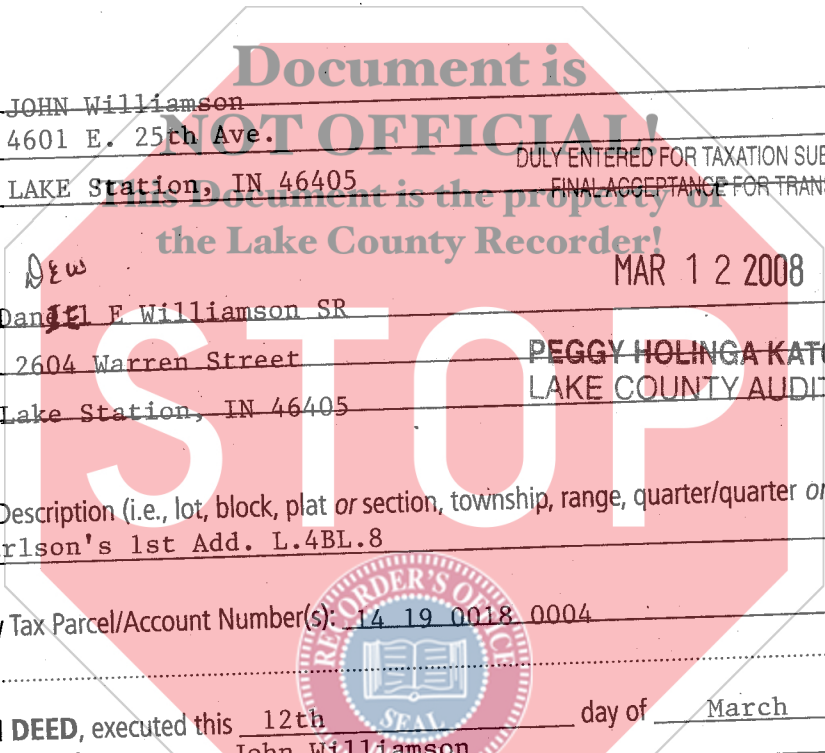 Document is
JOHN Williamson
NOT OFFICIAL!
4601 E. 25th Ave.
DULY ENTERED FOR TAXATION SUB
LAKE Station, IN 46405
FINAL ACCEPTANCE FOR TRANS
This Document is the property of
the Lake County Recorder!
DEW
MAR 12 2008
Daniel E Williamson SR
2604 Warren Street
PEGGY HOLINGA KATO
Lake Station, IN 46405
LAKE COUNTY AUDIT
STOP
Description (i.e., lot, block, plat or section, township, range, quarter/quarter or
rlson's 1st Add. L.4BL.8
Tax Parcel/Account Number(s): 14 19 0018 0004
RECORDER'S OFFICE
SEAL
DEED, executed this 12th day of March
John Williamson